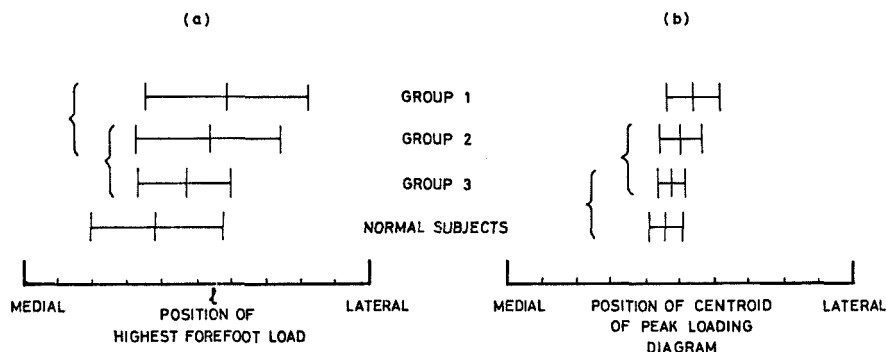 (a) (b)
GROUP 1
GROUP 2
GROUP 3
NORMAL SUBJECTS
MEDIAL LATERAL MEDIAL LATERAL
l
POSITION OF
HIGHEST FOREFOOT LOAD
POSITION OF CENTROID
OF PEAK LOADING
DIAGRAM